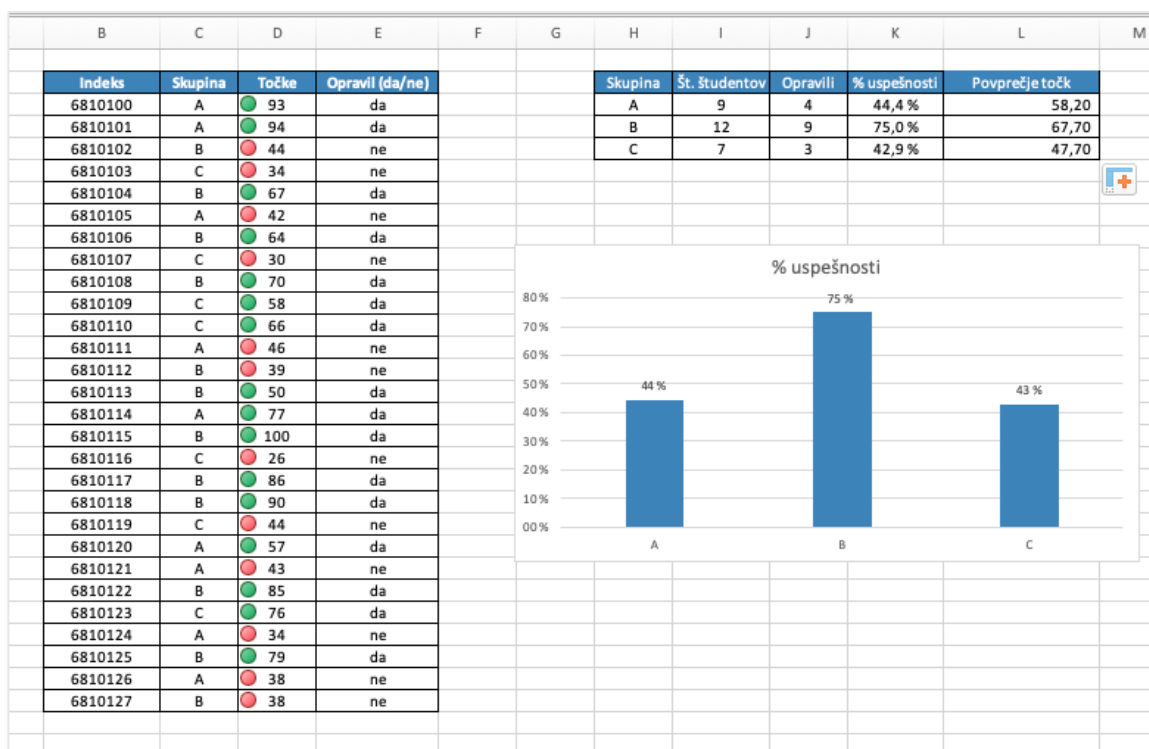 B C D E F G H I J K L M
Indeks Skupina Točke Opravil (da/ne)
6810100 A 93 da
6810101 A 94 da
6810102 B 44 ne
6810103 C 34 ne
6810104 B 67 da
6810105 A 42 ne
6810106 B 64 da
6810107 C 30 ne
6810108 B 70 da
6810109 C 58 da
6810110 C 66 da
6810111 A 46 ne
6810112 B 39 ne
6810113 B 50 da
6810114 A 77 da
6810115 B 100 da
6810116 C 26 ne
6810117 B 86 da
6810118 B 90 da
6810119 C 44 ne
6810120 A 57 da
6810121 A 43 ne
6810122 B 85 da
6810123 C 76 da
6810124 A 34 ne
6810125 B 79 da
6810126 A 38 ne
6810127 B 38 ne
Skupina Št. študentov Opravili % uspešnosti Povprečje točk
A 9 4 44,4 % 58,20
B 12 9 75,0 % 67,70
C 7 3 42,9 % 47,70
% uspešnosti
80 %
70 %
60 %
50 %
40 %
30 %
20 %
10 %
00 %
44 % 75 % 43 %
A B C